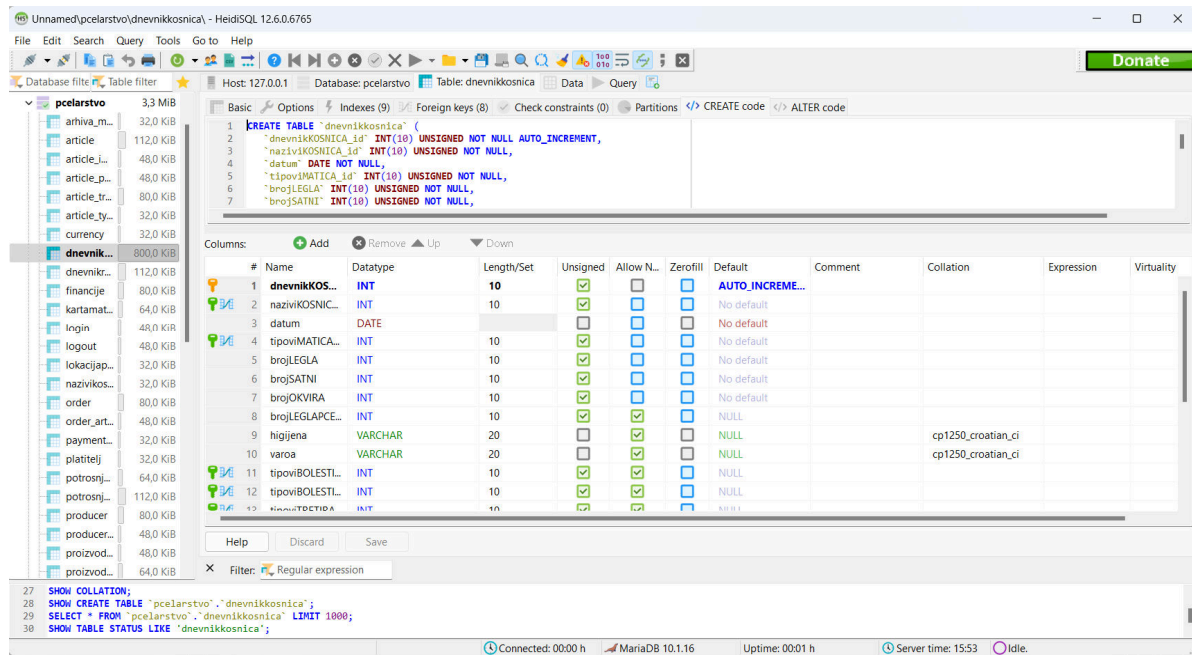 Unnamed\pcelarstvo\dnevnikkosnica\ - HeidiSQL 12.6.0.6765
File Edit Search Query Tools Go to Help
Donate
Database filte Table filter
Host: 127.0.0.1 Database: pcelarstvo Table: dnevnikkosnica Data Query
pcelarstvo 3,3 MiB
arhiva_m... 32,0 KiB
article 112,0 KiB
article_i... 48,0 KiB
article_p... 48,0 KiB
article_tr... 80,0 KiB
article_ty... 32,0 KiB
currency 32,0 KiB
dnevnik... 800,0 KiB
dnevnikr... 112,0 KiB
financije 80,0 KiB
kartamat... 64,0 KiB
login 48,0 KiB
logout 48,0 KiB
lokacijap... 32,0 KiB
nazivikos... 32,0 KiB
order 80,0 KiB
order_art... 48,0 KiB
payment... 32,0 KiB
platitelj 32,0 KiB
potrosnj... 64,0 KiB
potrosnj... 112,0 KiB
producer 80,0 KiB
producer... 48,0 KiB
proizvod... 48,0 KiB
proizvod... 64,0 KiB
Basic Options Indexes (9) Foreign keys (8) Check constraints (0) Partitions </> CREATE code </> ALTER code
1 CREATE TABLE `dnevnikkosnica` (
2 `dnevnikKOSNICA_id` INT(10) UNSIGNED NOT NULL AUTO_INCREMENT,
3 `naziviKOSNICA_id` INT(10) UNSIGNED NOT NULL,
4 `datum` DATE NOT NULL,
5 `tipoviMATICA_id` INT(10) UNSIGNED NOT NULL,
6 `brojLEGLA` INT(10) UNSIGNED NOT NULL,
7 `brojSATNI` INT(10) UNSIGNED NOT NULL,
Columns: Add Remove Up Down
# Name Datatype Length/Set Unsigned Allow N... Zerofill Default Comment Collation Expression Virtuality
1 dnevnikKOS... INT 10 AUTO_INCREME...
2 naziviKOSNIC... INT 10 No default
3 datum DATE No default
4 tipoviMATICA... INT 10 No default
5 brojLEGLA INT 10 No default
6 brojSATNI INT 10 No default
7 brojOKVIRA INT 10 No default
8 brojLEGLAPCE... INT 10 NULL
9 higijena VARCHAR 20 NULL cp1250_croatian_ci
10 varoa VARCHAR 20 NULL cp1250_croatian_ci
11 tipoviBOLESTI... INT 10 NULL
12 tipoviBOLESTI... INT 10 NULL
13 tipoviTRETIRA... INT 10 NULL
Help Discard Save
Filter: Regular expression
27 SHOW COLLATION;
28 SHOW CREATE TABLE `pcelarstvo`.`dnevnikkosnica`;
29 SELECT * FROM `pcelarstvo`.`dnevnikkosnica` LIMIT 1000;
30 SHOW TABLE STATUS LIKE 'dnevnikkosnica';
Connected: 00:00 h MariaDB 10.1.16 Uptime: 00:01 h Server time: 15:53 Idle.